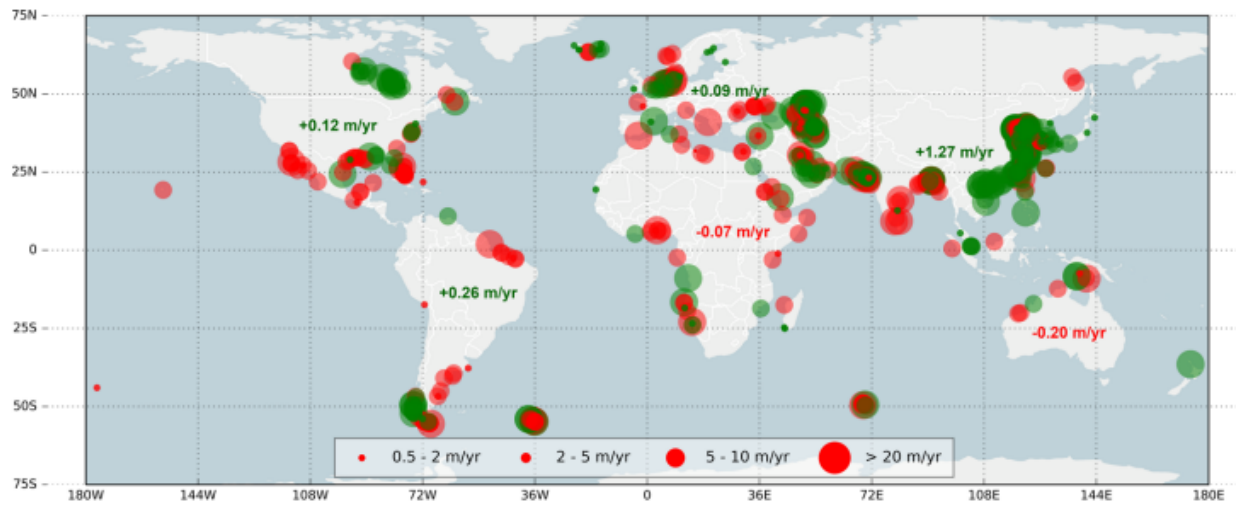 75N
50N
+0.09 m/yr
+0.12 m/yr
+1.27 m/yr
25N
-0.07 m/yr
0
+0.26 m/yr
25S
-0.20 m/yr
50S
0.5 - 2 m/yr 2 - 5 m/yr 5 - 10 m/yr > 20 m/yr
75S
180W 144W 108W 72W 36W 0 36E 72E 108E 144E 180E